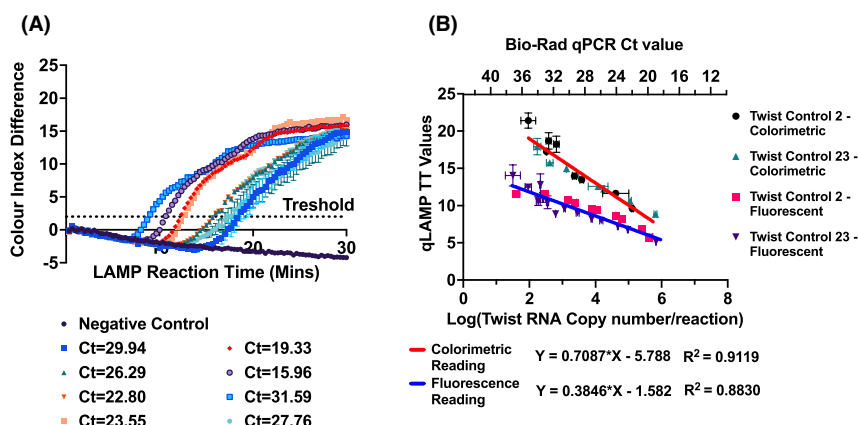 (A)
(B)
Bio-Rad qPCR Ct value
40 36 32 28 24 20 16 12
25
20
15
10
5
0
-5
Colour Index Difference
Treshold
10 20 30
LAMP Reaction Time (Mins)
Negative Control
Ct=29.94
Ct=26.29
Ct=22.80
Ct=23.55
Ct=19.33
Ct=15.96
Ct=31.59
Ct=27.76
25
20
15
10
5
0
qLAMP TT Values
0 2 4 6 8
Log(Twist RNA Copy number/reaction)
Twist Control 2 -
Colorimetric
Twist Control 23 -
Colorimetric
Twist Control 2 -
Fluorescent
Twist Control 23 -
Fluorescent
Colorimetric
Reading
Y = 0.7087*X - 5.788 R2 = 0.9119
Fluorescence
Reading
Y = 0.3846*X - 1.582 R2 = 0.8830